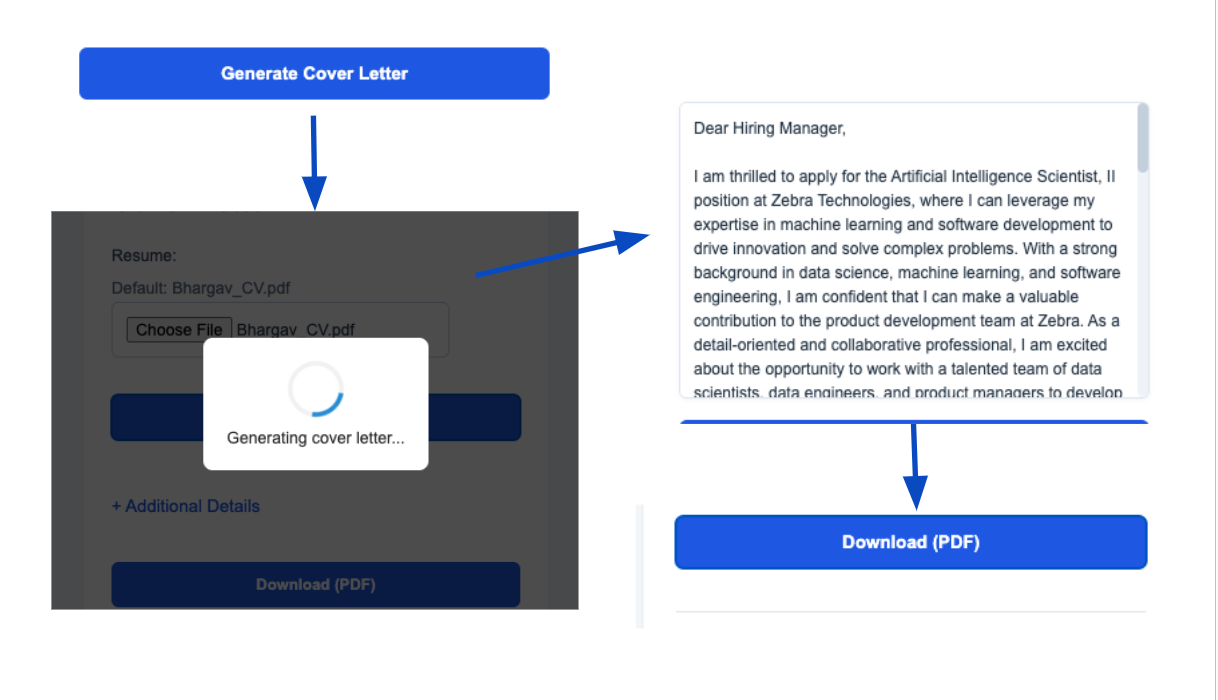 Generate Cover Letter
Resume:
Default: Bhargav_CV.pdf
Choose File Bhargav_CV.pdf
Generating cover letter...
+ Additional Details
Download (PDF)
Dear Hiring Manager,
I am thrilled to apply for the Artificial Intelligence Scientist, II
position at Zebra Technologies, where I can leverage my
expertise in machine learning and software development to
drive innovation and solve complex problems. With a strong
background in data science, machine learning, and software
engineering, I am confident that I can make a valuable
contribution to the product development team at Zebra. As a
detail-oriented and collaborative professional, I am excited
about the opportunity to work with a talented team of data
scientists, data engineers, and product managers to develop
Download (PDF)